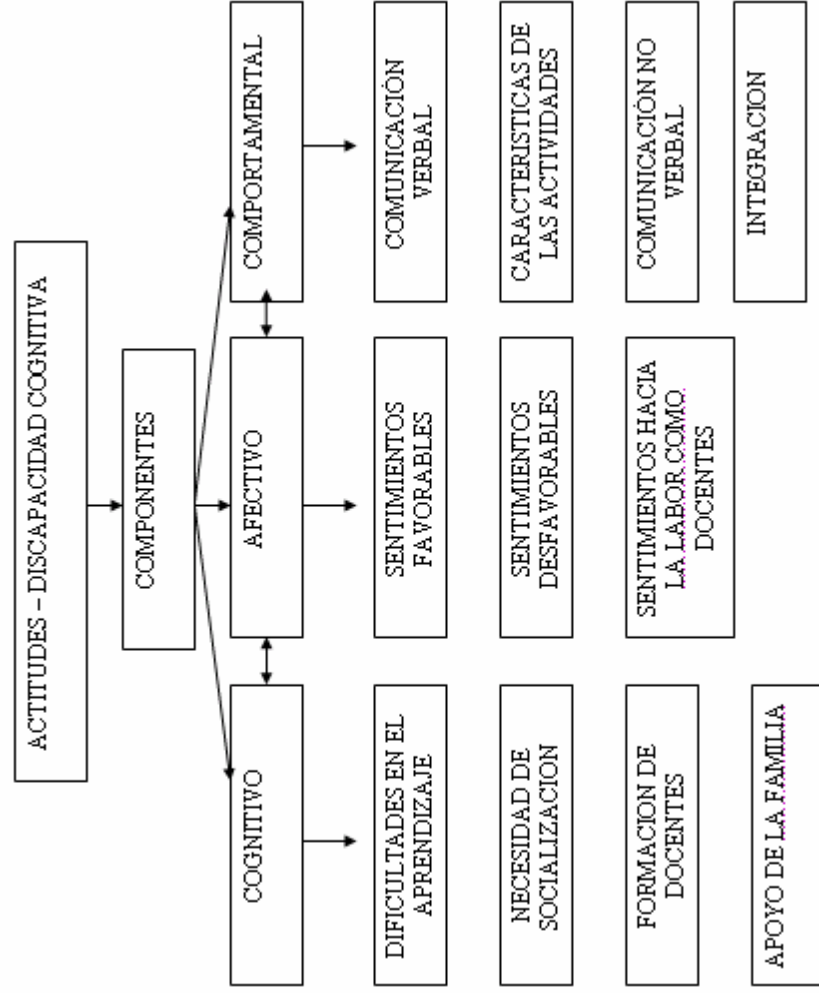 ACTITUDES – DISCAPACIDAD COGNITIVA
COMPONENTES
COGNITIVO
DIFICULTADES EN EL
APRENDIZAJE
NECESIDAD DE
SOCIALIZACION
FORMACION DE
DOCENTES
APOYO DE LA FAMILIA
AFECTIVO
SENTIMIENTOS
FAVORABLES
SENTIMIENTOS
DESFAVORABLES
SENTIMIENTOS HACIA
LA LABOR COMO
DOCENTES
COMPORTAMENTAL
COMUNICACIÓN
VERBAL
CARACTERISTICAS DE
LAS ACTIVIDADES
COMUNICACIÓN NO
VERBAL
INTEGRACION